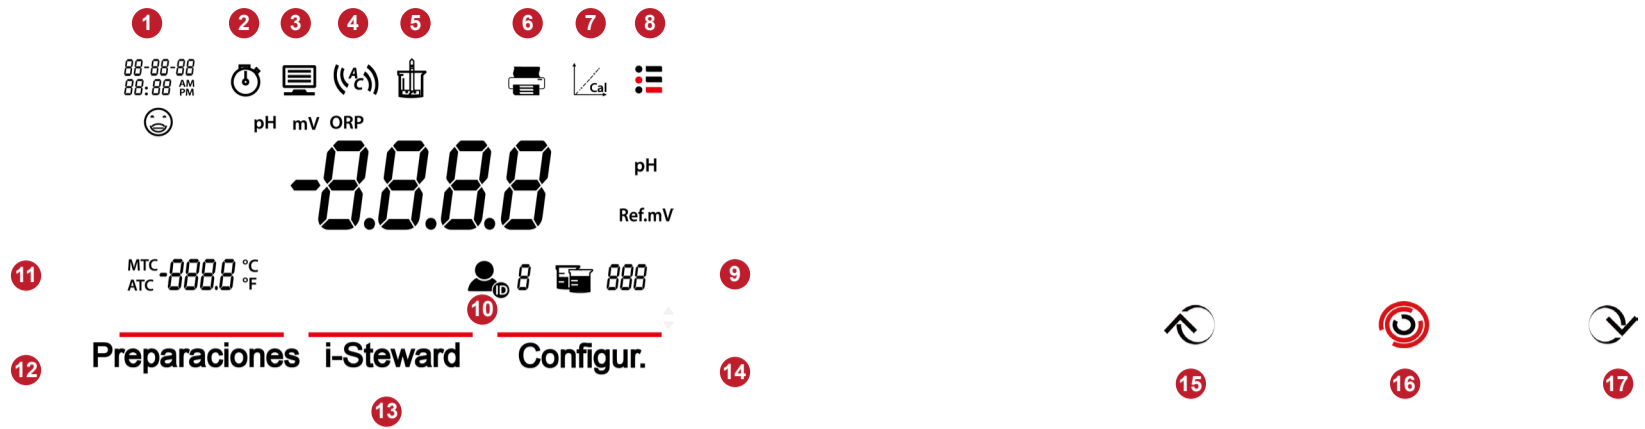 1 2 3 4 5 6 7 8
88-88-88
88:88 AM PM
AC
Cal
pH mV ORP
-8.8.8.8
pH
Ref.mV
11 MTC ATC -888.8 °C °F ID 8 888 9
10
Preparaciones i-Steward Configur.
12 14
13
15 16 17